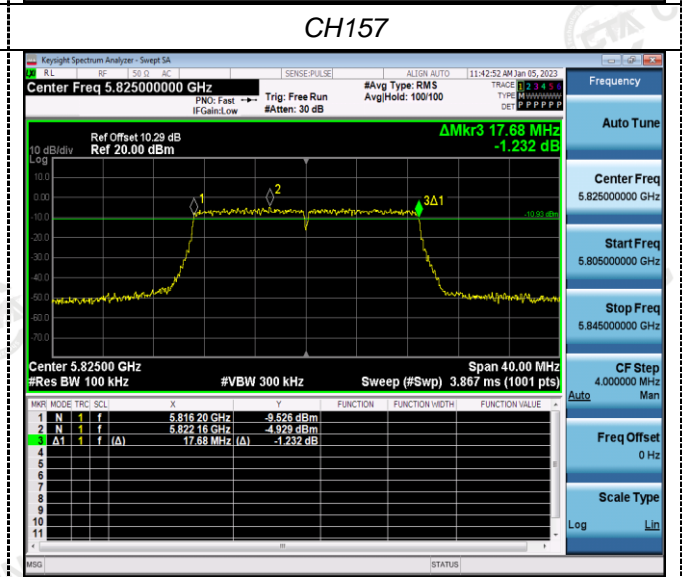 CH157
Keysight Spectrum Analyzer - Swept SA
RL RF 50 Ω AC SENSE:PULSE ALIGN AUTO 11:42:52 AM Jan 05, 2023
Center Freq 5.825000000 GHz
PNO: Fast
IFGain:Low
Trig: Free Run
#Atten: 30 dB
#Avg Type: RMS
Avg|Hold: 100/100
TRACE 1 2 3 4 5 6
TYPE M WWWWW
DET P P P P P P
Ref Offset 10.29 dB
Ref 20.00 dBm
10 dB/div
Log
ΔMkr3 17.68 MHz
-1.232 dB
10.0
0.00
-10.0
-20.0
-30.0
-40.0
-50.0
-60.0
-70.0
1
2
3Δ1
-10.93 dBm
Center 5.82500 GHz Span 40.00 MHz
#Res BW 100 kHz #VBW 300 kHz Sweep (#Swp) 3.867 ms (1001 pts)
MKR MODE TRC SCL X Y FUNCTION FUNCTION WIDTH FUNCTION VALUE
1 N 1 f 5.816 20 GHz -9.526 dBm
2 N 1 f 5.822 16 GHz -4.929 dBm
3 Δ1 1 f (Δ) 17.68 MHz (Δ) -1.232 dB
4
5
6
7
8
9
10
11
MSG STATUS
Frequency
Auto Tune
Center Freq
5.825000000 GHz
Start Freq
5.805000000 GHz
Stop Freq
5.845000000 GHz
CF Step
4.000000 MHz
Auto Man
Freq Offset
0 Hz
Scale Type
Log Lin